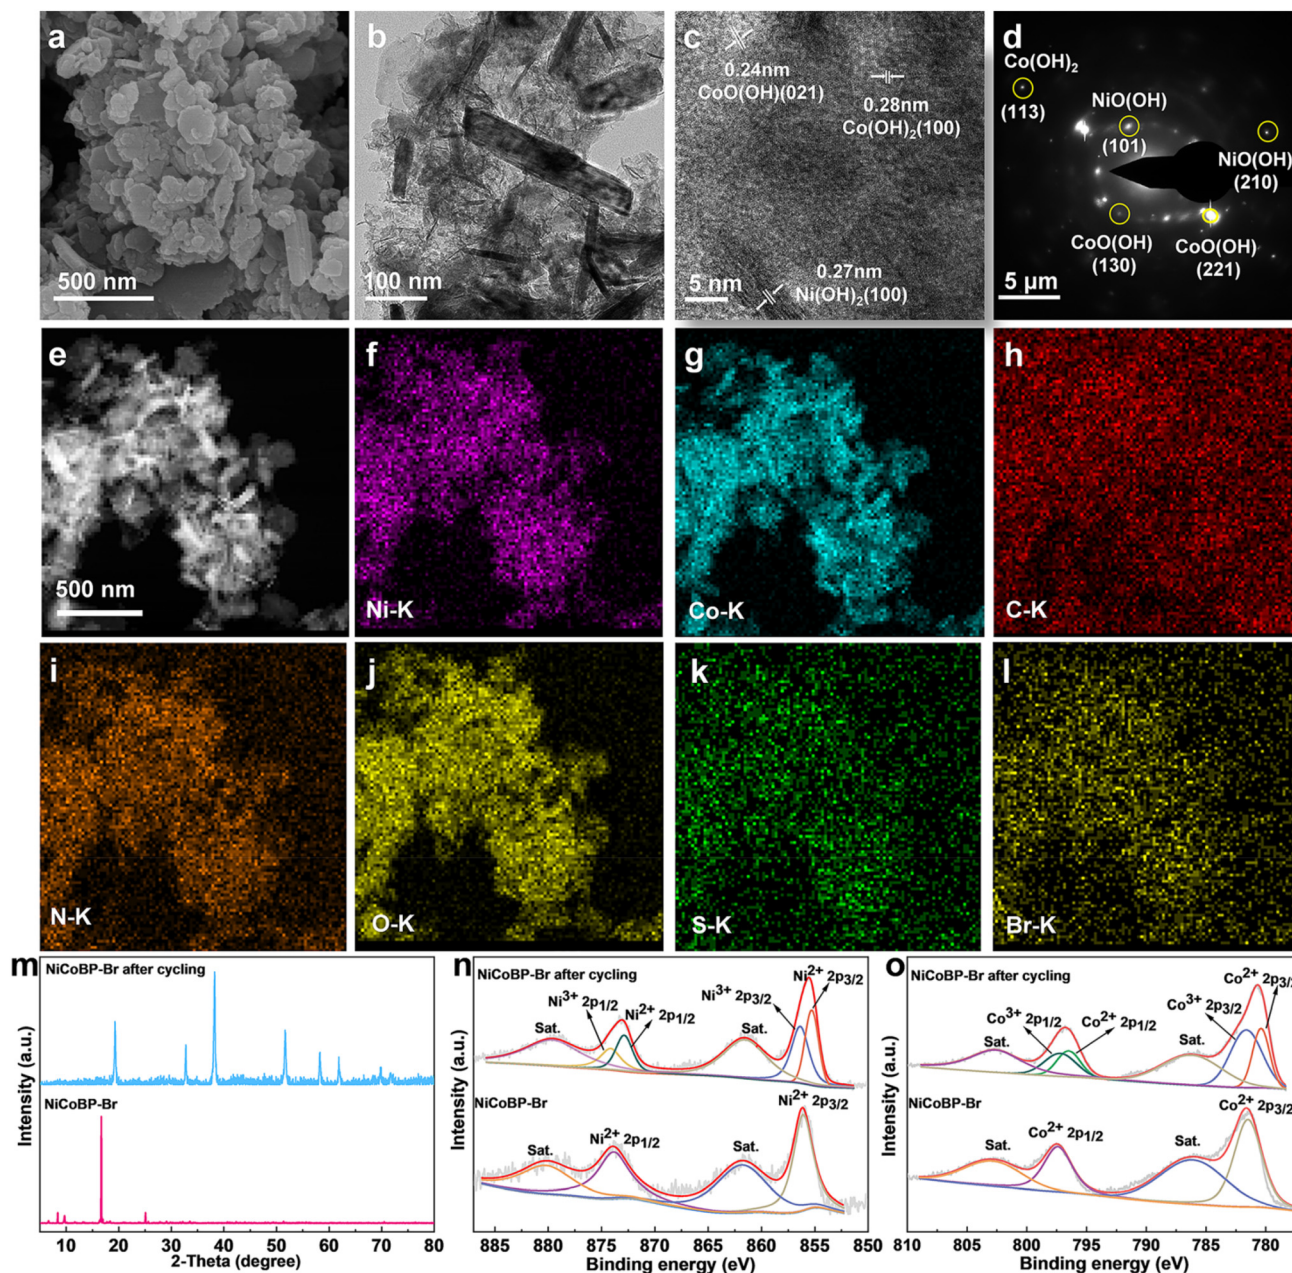 a
500 nm
b
100 nm
c
0.24nm
CoO(OH)(021)
0.28nm
Co(OH)₂(100)
0.27nm
Ni(OH)₂(100)
5 nm
d
Co(OH)₂
(113)
NiO(OH)
(101)
NiO(OH)
(210)
CoO(OH)
(130)
CoO(OH)
(221)
5 µm
e
500 nm
f
Ni-K
g
Co-K
h
C-K
i
N-K
j
O-K
k
S-K
l
Br-K
m
NiCoBP-Br after cycling
NiCoBP-Br
Intensity (a.u.)
10 20 30 40 50 60 70 80
2-Theta (degree)
n
NiCoBP-Br after cycling
Ni²⁺ 2p₃/₂
Ni³⁺ 2p₃/₂
Ni³⁺ 2p₁/₂
Ni²⁺ 2p₁/₂
Sat.
Sat.
NiCoBP-Br
Ni²⁺ 2p₃/₂
Ni²⁺ 2p₁/₂
Sat.
Sat.
Intensity (a.u.)
885 880 875 870 865 860 855 850
Binding energy (eV)
o
NiCoBP-Br after cycling
Co²⁺ 2p₃/₂
Co³⁺ 2p₃/₂
Co³⁺ 2p₁/₂
Co²⁺ 2p₁/₂
Sat.
Sat.
NiCoBP-Br
Co²⁺ 2p₃/₂
Co²⁺ 2p₁/₂
Sat.
Sat.
Intensity (a.u.)
810 805 800 795 790 785 780
Binding energy (eV)